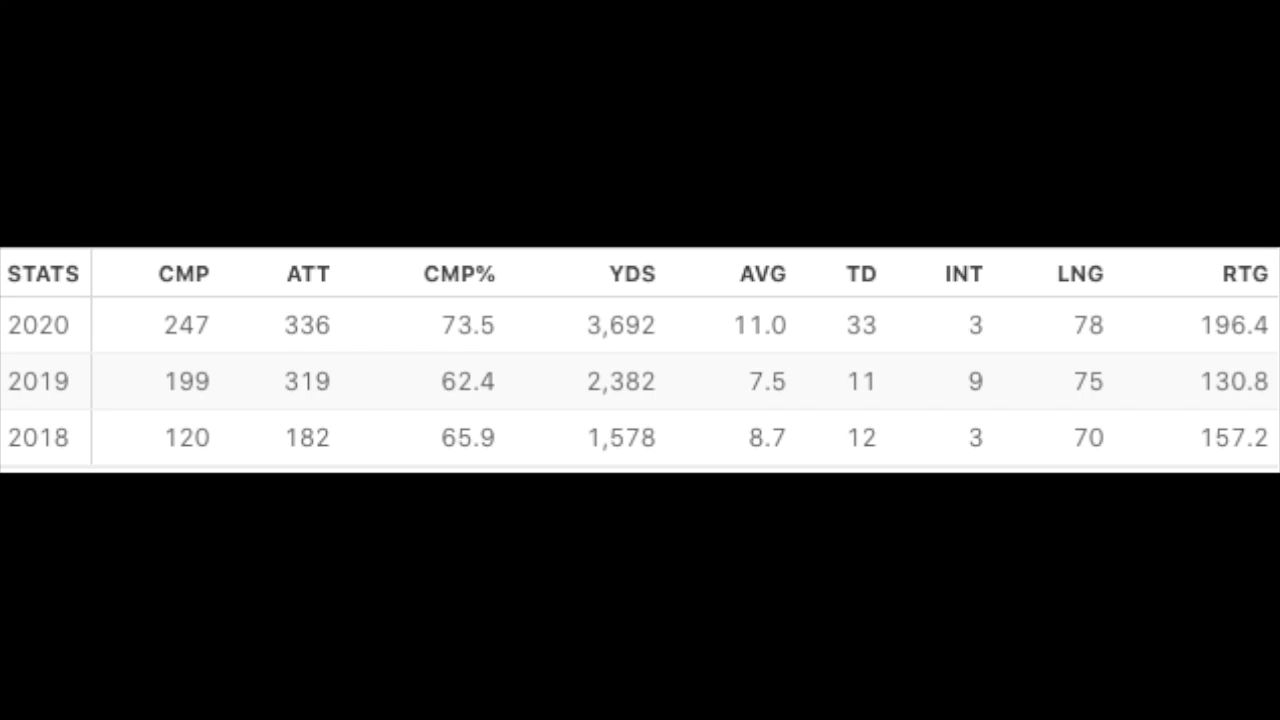 STATS CMP ATT CMP% YDS AVG TD INT LNG RTG
2020 247 336 73.5 3,692 11.0 33 3 78 196.4
2019 199 319 62.4 2,382 7.5 11 9 75 130.8
2018 120 182 65.9 1,578 8.7 12 3 70 157.2